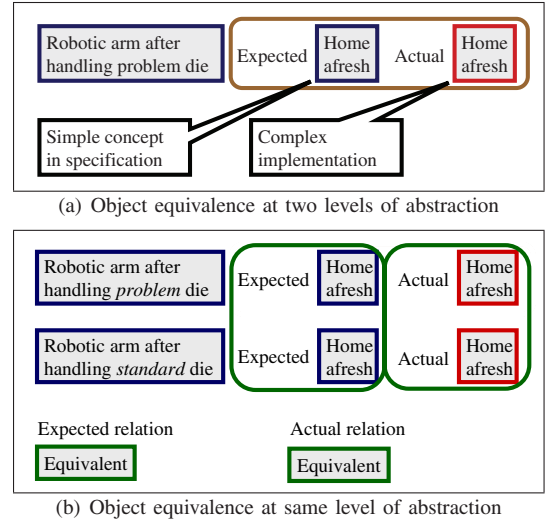 Robotic arm after
handling problem die
Expected
Home
afresh
Actual
Home
afresh
Simple concept
in specification
Complex
implementation
(a) Object equivalence at two levels of abstraction
Robotic arm after
handling problem die
Expected
Home
afresh
Actual
Home
afresh
Robotic arm after
handling standard die
Expected
Home
afresh
Actual
Home
afresh
Expected relation
Equivalent
Actual relation
Equivalent
(b) Object equivalence at same level of abstraction